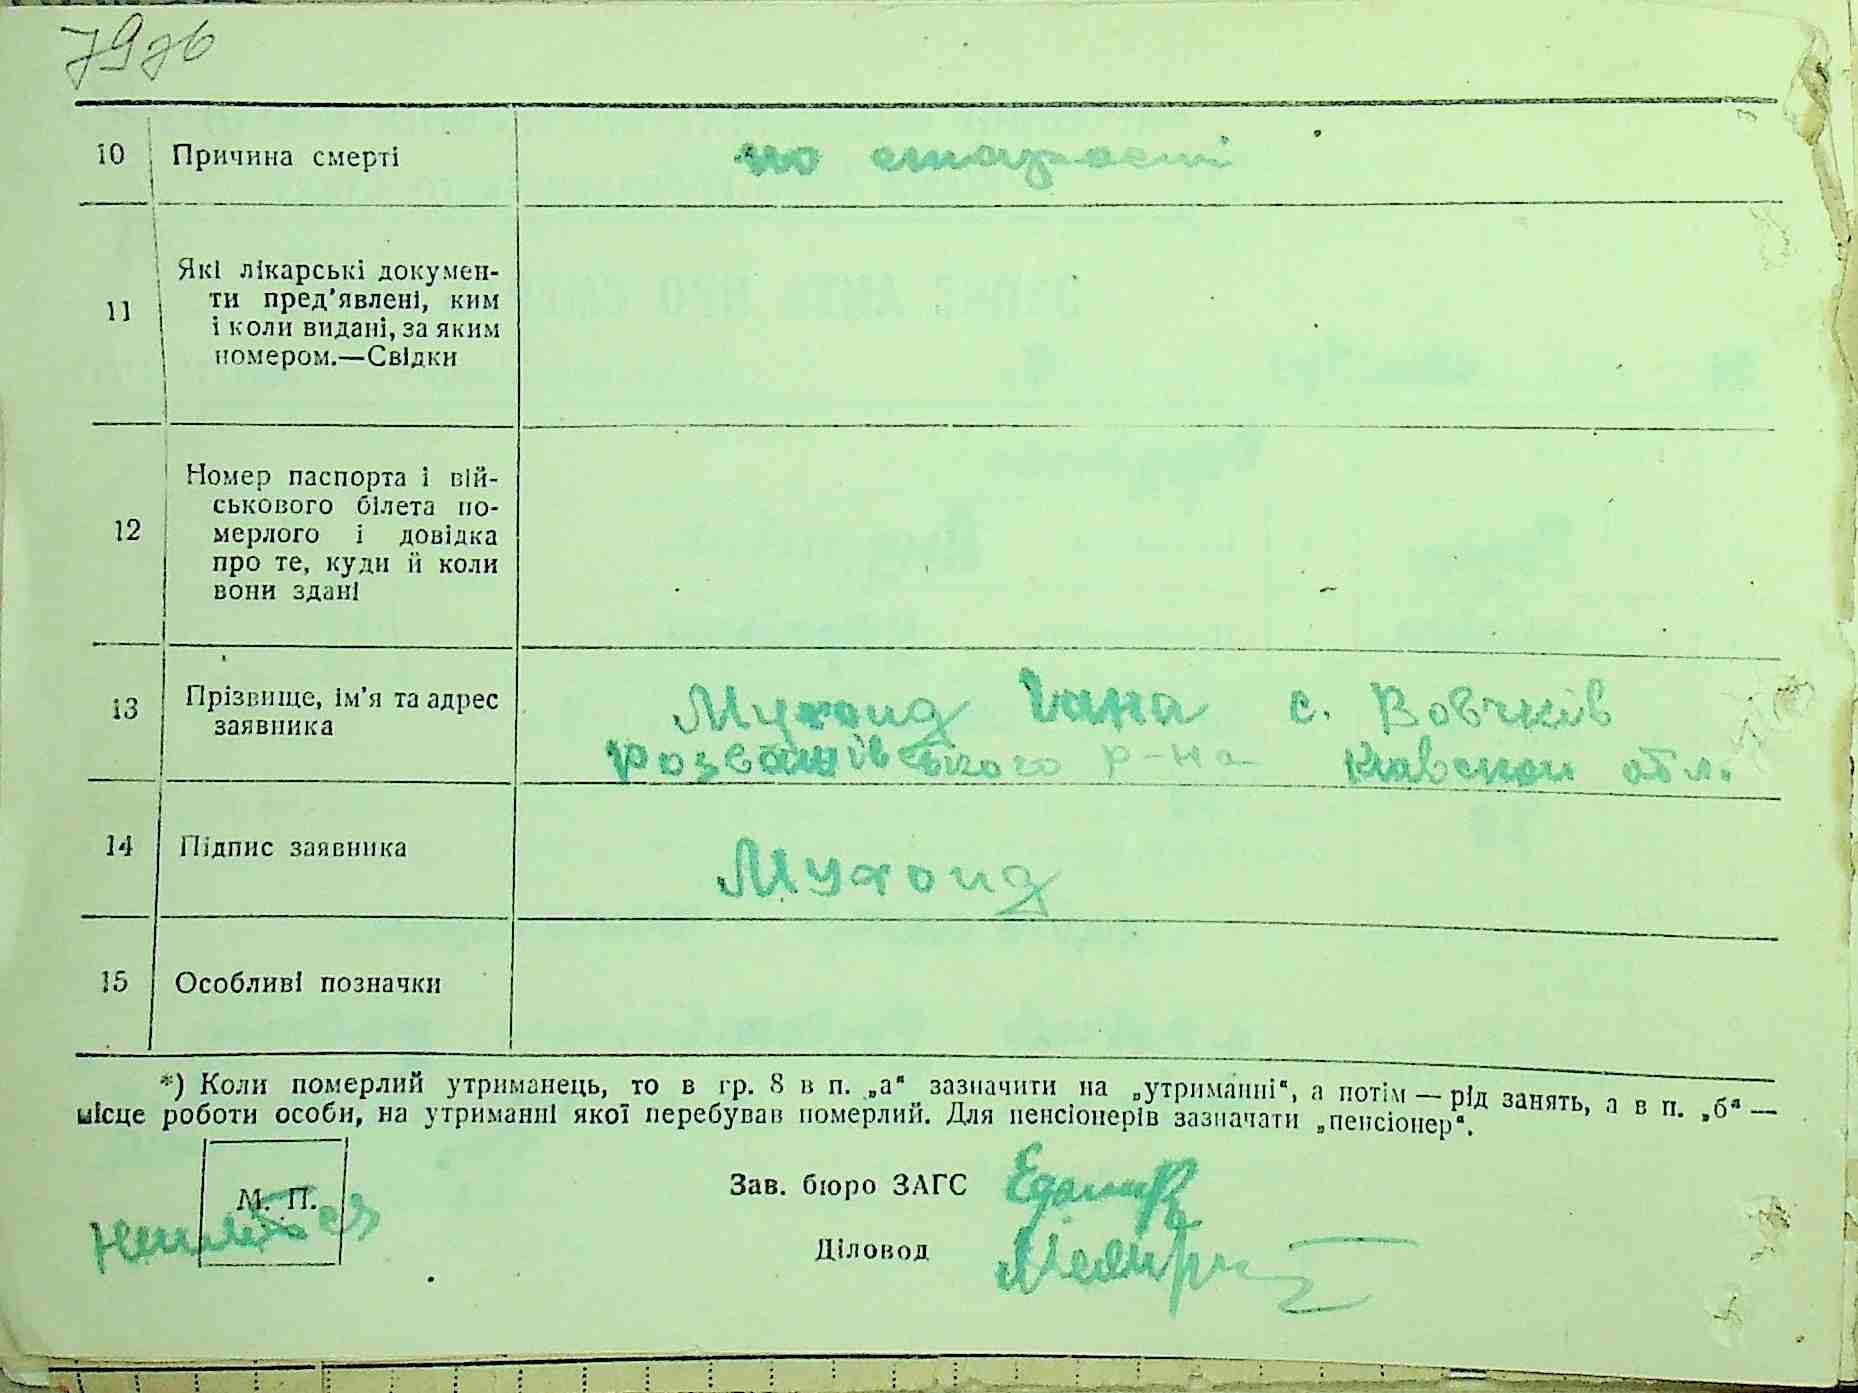 79зв
10 Причина смерті по старості
11 Які лікарські докумен-
ти пред'явлені, ким
і коли видані, за яким
номером.—Свідки
12 Номер паспорта і вій-
ськового білета по-
мерлого і довідка
про те, куди й коли
вони здані
13 Прізвище, ім'я та адрес
заявника
Мухоид с. Вовчків
Розважівського р-на Киівскои обл.
14 Підпис заявника Мухоид
15 Особливі позначки
*) Коли померлий утриманець, то в гр. 8 в п. „а“ зазначити на „утриманні“, а потім — рід занять, а в п. „б“ —
місце роботи особи, на утриманні якої перебував померлий. Для пенсіонерів зазначати „пенсіонер“.
М. П.
Зав. бюро ЗАГС
Діловод